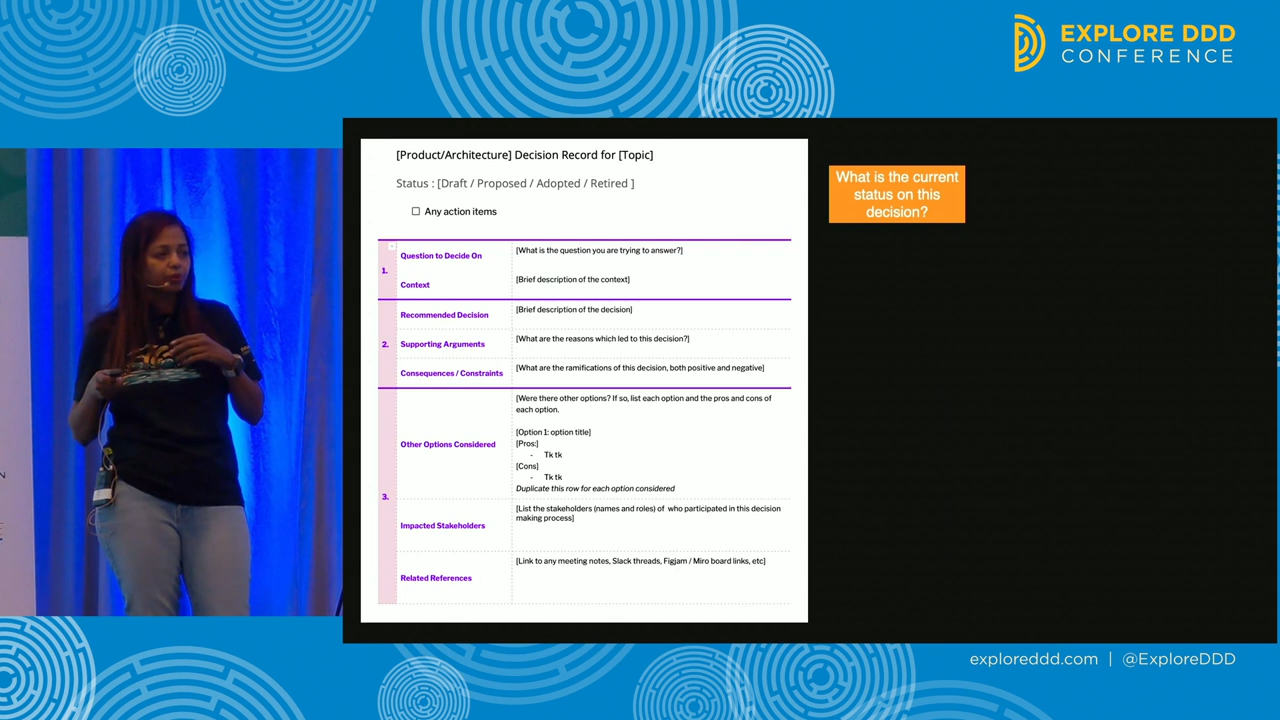 EXPLORE DDD
CONFERENCE
[Product/Architecture] Decision Record for [Topic]
Status : [Draft / Proposed / Adopted / Retired ]
Any action items
1.
Question to Decide On
[What is the question you are trying to answer?]
Context
[Brief description of the context]
2.
Recommended Decision
[Brief description of the decision]
Supporting Arguments
[What are the reasons which led to this decision?]
Consequences / Constraints
[What are the ramifications of this decision, both positive and negative]
3.
Other Options Considered
[Were there other options? If so, list each option and the pros and cons of
each option.
[Option 1: option title]
[Pros:]
- Tk tk
[Cons]
- Tk tk
Duplicate this row for each option considered
Impacted Stakeholders
[List the stakeholders (names and roles) of who participated in this decision
making process]
Related References
[Link to any meeting notes, Slack threads, Figjam / Miro board links, etc]
What is the current
status on this
decision?
exploreddd.com | @ExploreDDD